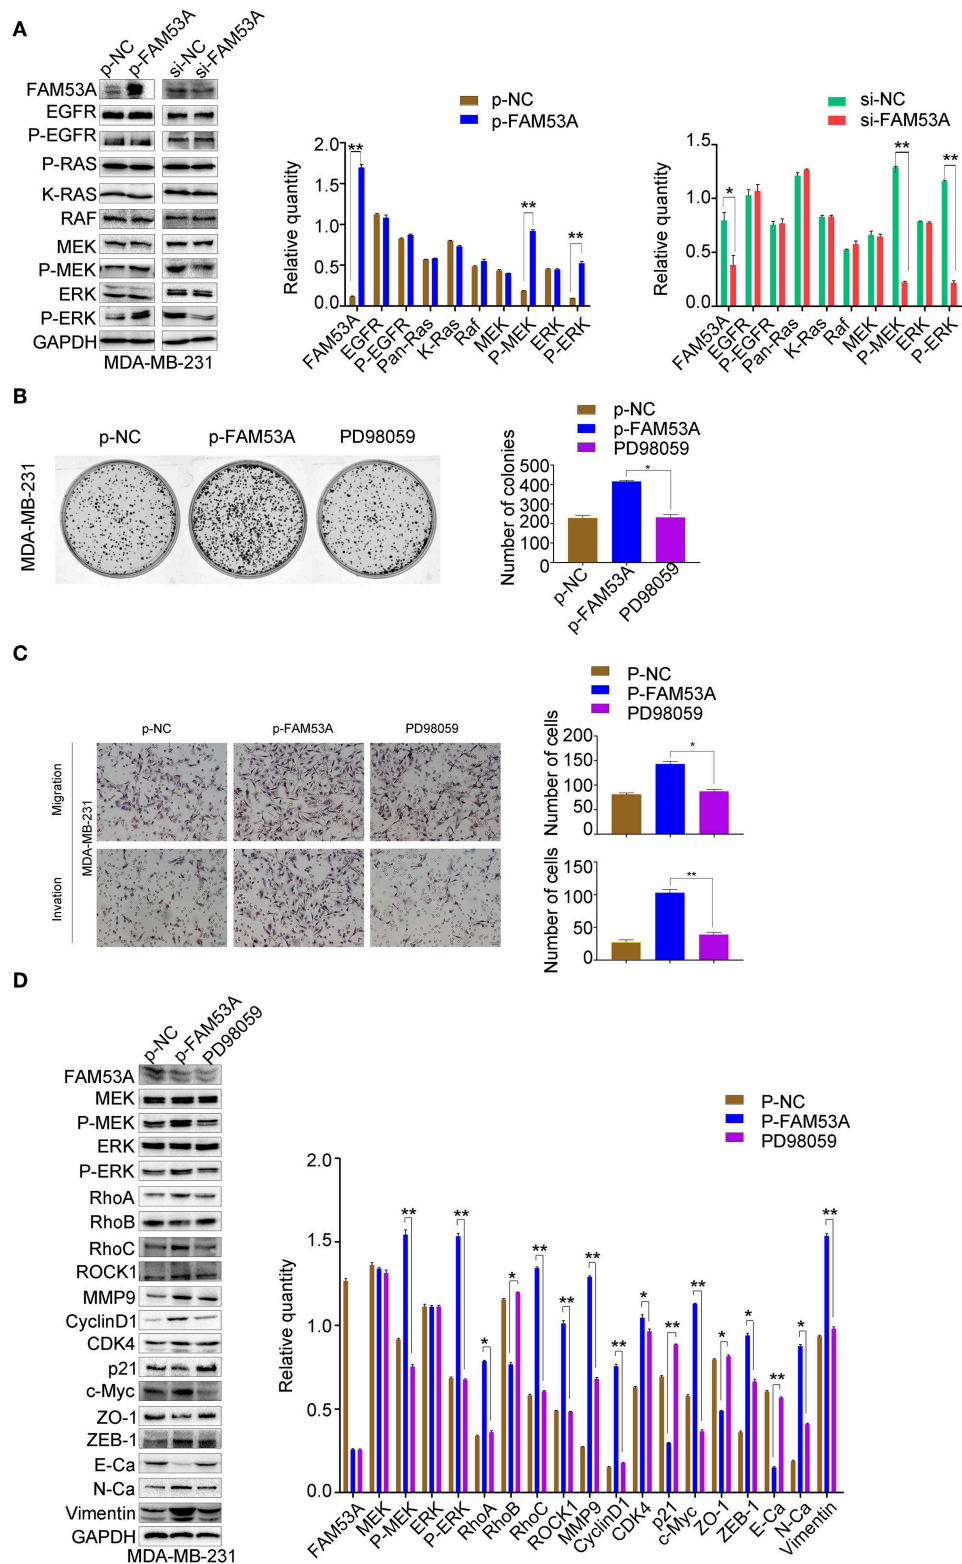 A
p-NC
p-FAM53A
si-NC
si-FAM53A
FAM53A
EGFR
P-EGFR
P-RAS
K-RAS
RAF
MEK
P-MEK
ERK
P-ERK
GAPDH
MDA-MB-231
p-NC
p-FAM53A
Relative quantity
2.0
1.5
1.0
0.5
0.0
FAM53A
EGFR
P-EGFR
Pan-Ras
K-Ras
Raf
MEK
P-MEK
ERK
P-ERK
**
**
**
si-NC
si-FAM53A
Relative quantity
1.5
1.0
0.5
0.0
FAM53A
EGFR
P-EGFR
Pan-Ras
K-Ras
Raf
MEK
P-MEK
ERK
P-ERK
*
**
**
B
p-NC
p-FAM53A
PD98059
MDA-MB-231
p-NC
p-FAM53A
PD98059
Number of colonies
500
400
300
200
100
0
*
p-NC
p-FAM53A
PD98059
C
p-NC
p-FAM53A
PD98059
Migration
Invation
MDA-MB-231
P-NC
P-FAM53A
PD98059
Number of cells
200
150
100
50
0
*
Number of cells
150
100
50
0
**
D
p-NC
p-FAM53A
PD98059
FAM53A
MEK
P-MEK
ERK
P-ERK
RhoA
RhoB
RhoC
ROCK1
MMP9
CyclinD1
CDK4
p21
c-Myc
ZO-1
ZEB-1
E-Ca
N-Ca
Vimentin
GAPDH
MDA-MB-231
P-NC
P-FAM53A
PD98059
Relative quantity
2.0
1.5
1.0
0.5
0.0
**
**
*
*
**
**
**
**
*
**
**
*
*
**
*
**
FAM53A
MEK
P-MEK
ERK
P-ERK
RhoA
RhoB
RhoC
ROCK1
MMP9
CyclinD1
CDK4
p21
c-Myc
ZO-1
ZEB-1
E-Ca
N-Ca
Vimentin